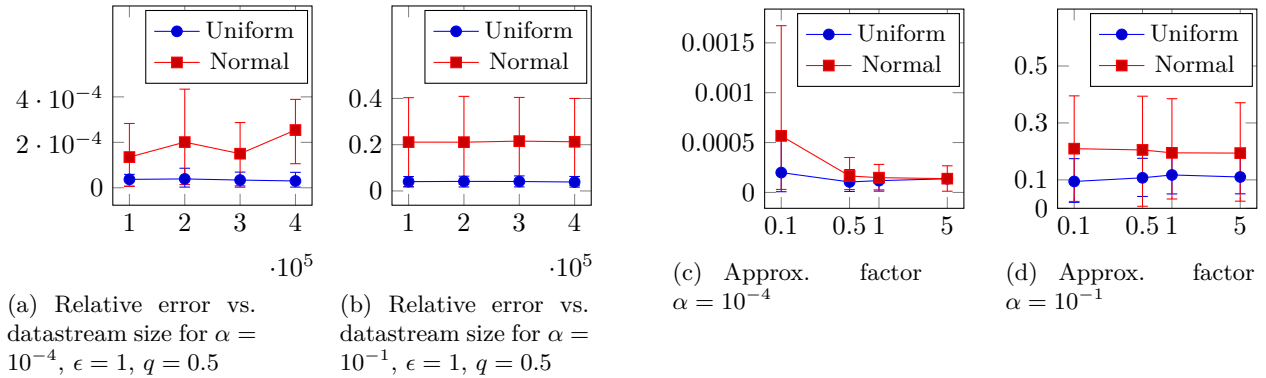 Uniform
Normal
4 · 10⁻⁴
2 · 10⁻⁴
0
1 2 3 4
·10⁵
(a) Relative error vs.
datastream size for α =
10⁻⁴, ϵ = 1, q = 0.5
Uniform
Normal
0.4
0.2
0
1 2 3 4
·10⁵
(b) Relative error vs.
datastream size for α =
10⁻¹, ϵ = 1, q = 0.5
Uniform
Normal
0.0015
0.001
0.0005
0
0.1 0.5 1 5
(c) Approx. factor
α = 10⁻⁴
Uniform
Normal
0.5
0.3
0.1
0
0.1 0.5 1 5
(d) Approx. factor
α = 10⁻¹